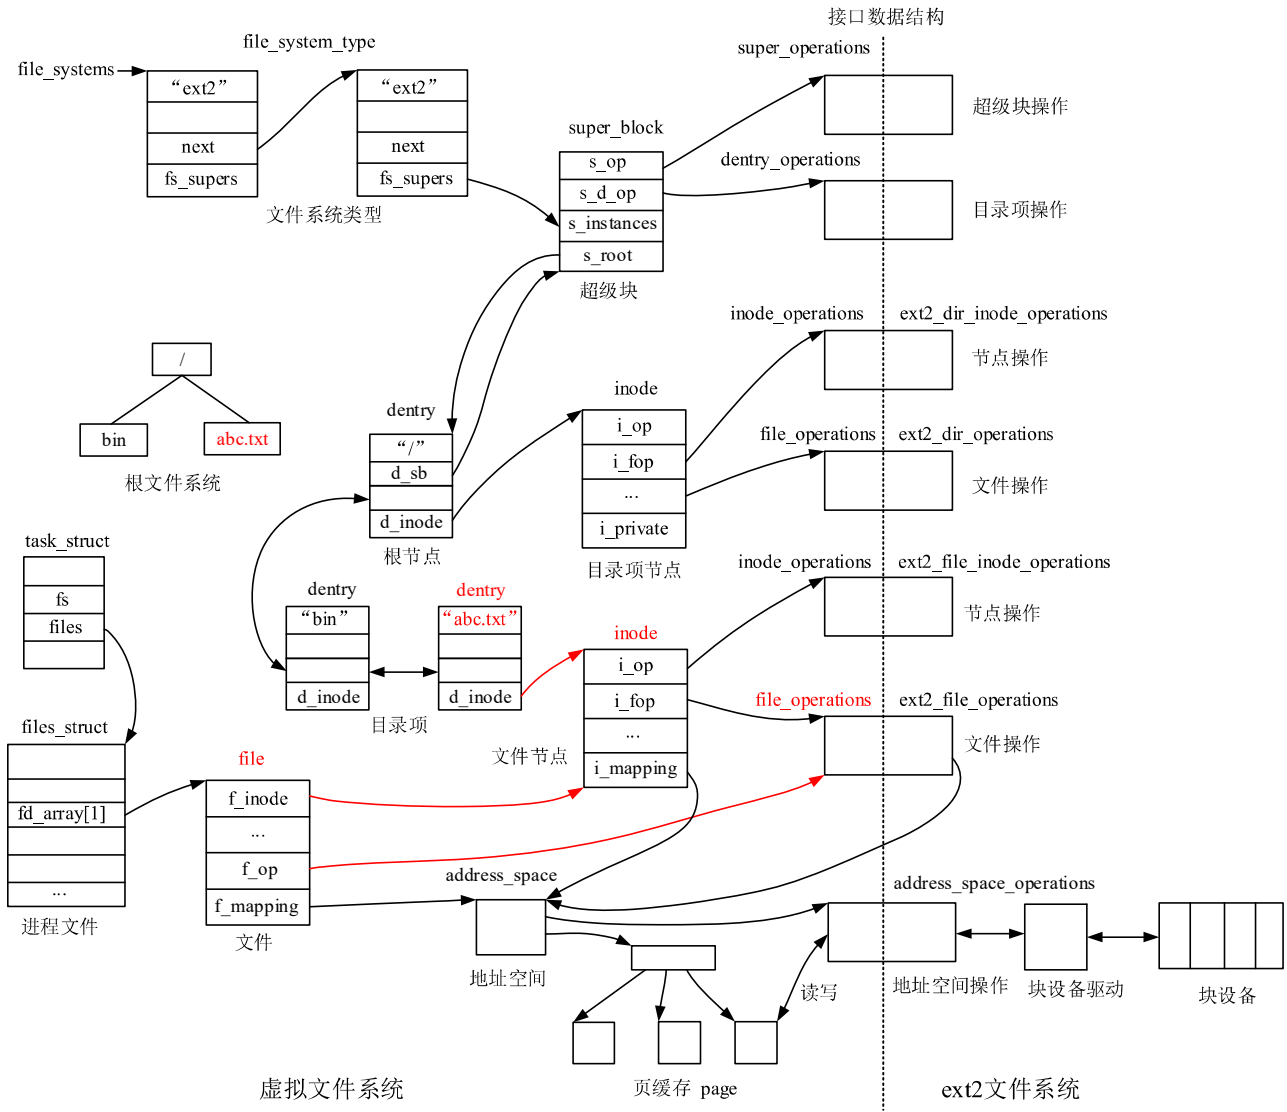 接口数据结构
file_system_type
super_operations
file_systems
“ext2”
“ext2”
超级块操作
super_block
next
next
s_op
dentry_operations
fs_supers
fs_supers
s_d_op
文件系统类型
s_instances
目录项操作
s_root
超级块
inode_operations
ext2_dir_inode_operations
/
节点操作
inode
dentry
bin
abc.txt
“/”
i_op
file_operations
ext2_dir_operations
d_sb
i_fop
根文件系统
...
文件操作
d_inode
i_private
task_struct
根节点
目录项节点
inode_operations
ext2_file_inode_operations
dentry
dentry
fs
“bin”
“abc.txt”
节点操作
files
inode
i_op
d_inode
d_inode
i_fop
file_operations
ext2_file_operations
目录项
files_struct
...
文件操作
文件节点
file
i_mapping
f_inode
fd_array[1]
...
f_op
address_space
address_space_operations
...
f_mapping
进程文件
文件
地址空间
读写
地址空间操作
块设备驱动
块设备
虚拟文件系统
页缓存 page
ext2文件系统